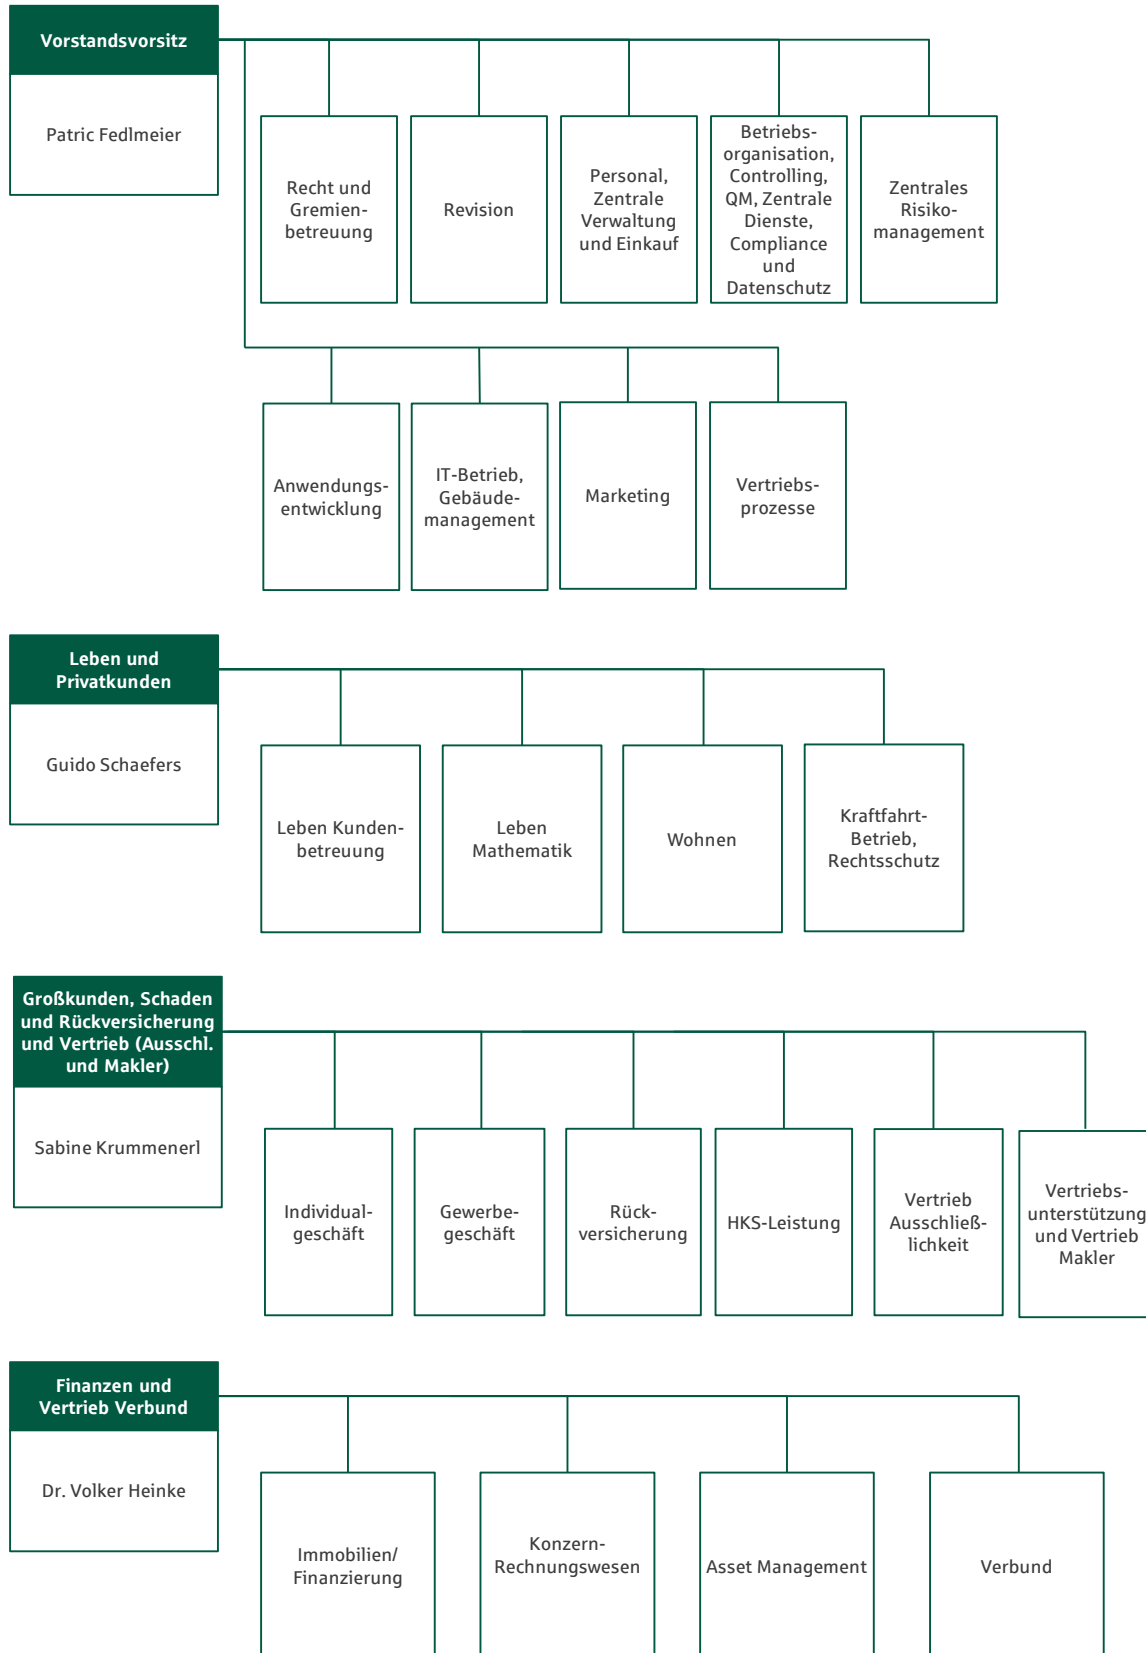 Vorstandsvorsitz
Patric Fedlmeier
Recht und
Gremien-
betreuung
Revision
Personal,
Zentrale
Verwaltung
und Einkauf
Betriebs-
organisation,
Controlling,
QM, Zentrale
Dienste,
Compliance
und
Datenschutz
Zentrales
Risiko-
management
Anwendungs-
entwicklung
IT-Betrieb,
Gebäude-
management
Marketing
Vertriebs-
prozesse
Leben und
Privatkunden
Guido Schaefers
Leben Kunden-
betreuung
Leben
Mathematik
Wohnen
Kraftfahrt-
Betrieb,
Rechtsschutz
Großkunden, Schaden
und Rückversicherung
und Vertrieb (Ausschl.
und Makler)
Sabine Krummenerl
Individual-
geschäft
Gewerbe-
geschäft
Rück-
versicherung
HKS-Leistung
Vertrieb
Ausschließ-
lichkeit
Vertriebs-
unterstützung
und Vertrieb
Makler
Finanzen und
Vertrieb Verbund
Dr. Volker Heinke
Immobilien/
Finanzierung
Konzern-
Rechnungswesen
Asset Management
Verbund